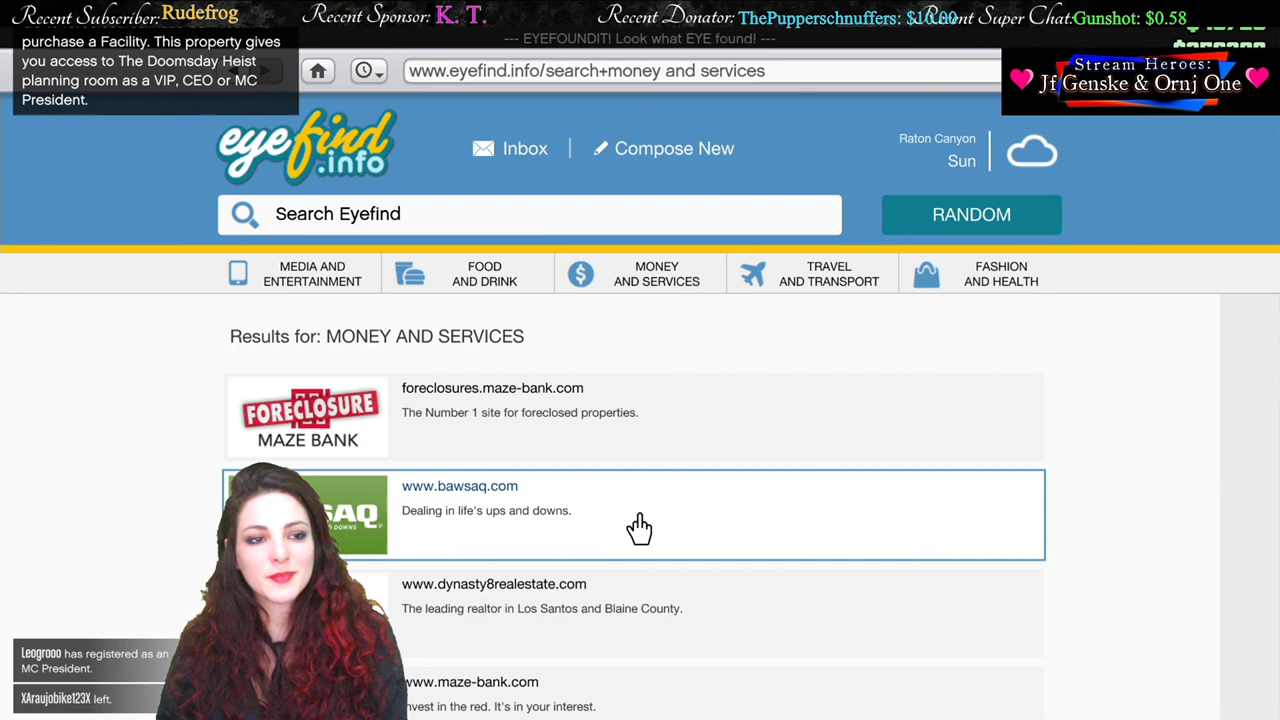 Recent Subscriber: Rudefrog
Recent Sponsor: K. T.
Recent Donator: ThePupperschnuffers: $10.00
Recent Super Chat: Gunshot: $0.58
--- EYEFOUNDIT! Look what EYE found! ---
purchase a Facility. This property gives
you access to The Doomsday Heist
planning room as a VIP, CEO or MC
President.
www.eyefind.info/search+money and services
Stream Heroes:
Jf Genske & Ornj One
eyefind
.info
Inbox
Compose New
Raton Canyon
Sun
Search Eyefind
RANDOM
MEDIA AND
ENTERTAINMENT
FOOD
AND DRINK
MONEY
AND SERVICES
TRAVEL
AND TRANSPORT
FASHION
AND HEALTH
Results for: MONEY AND SERVICES
FORECLOSURE
MAZE BANK
foreclosures.maze-bank.com
The Number 1 site for foreclosed properties.
www.bawsaq.com
Dealing in life's ups and downs.
www.dynasty8realestate.com
The leading realtor in Los Santos and Blaine County.
www.maze-bank.com
Invest in the red. It's in your interest.
Leogrooo has registered as an
MC President.
XAraujobike123X left.